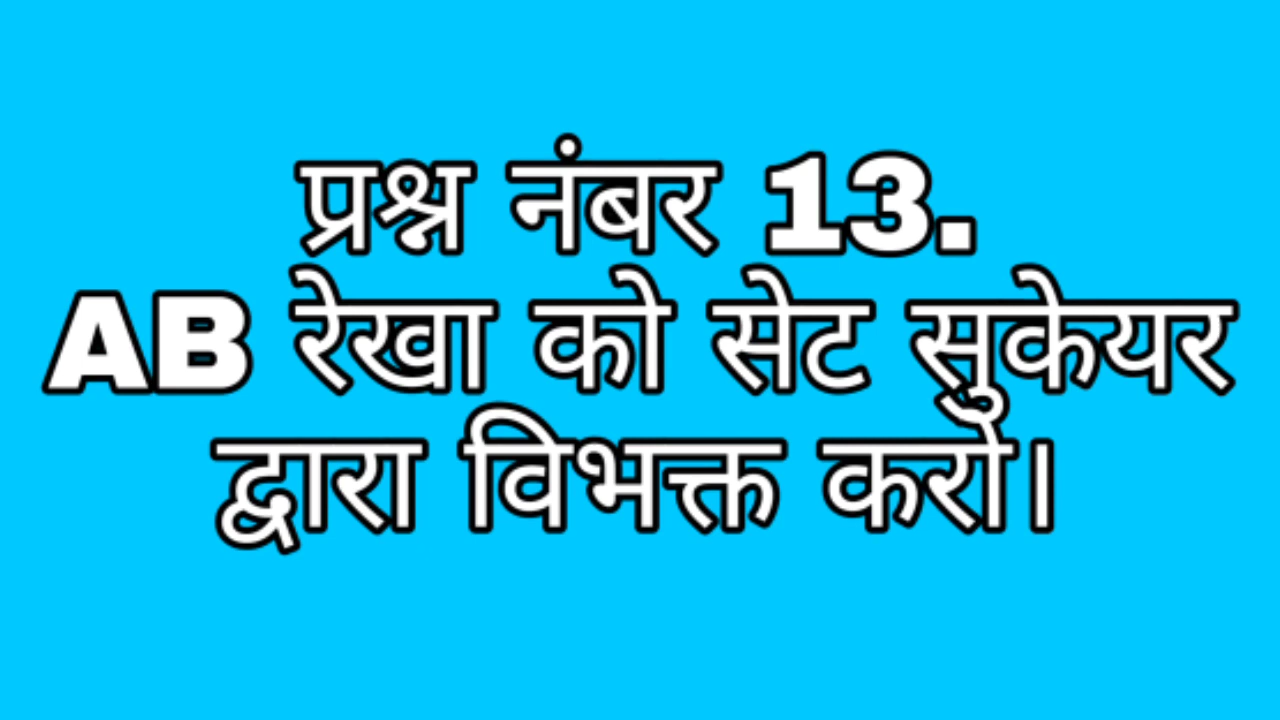 प्रश्न नंबर 13.
AB रेखा को सेट सुकेयर
द्वारा विभक्त करो।